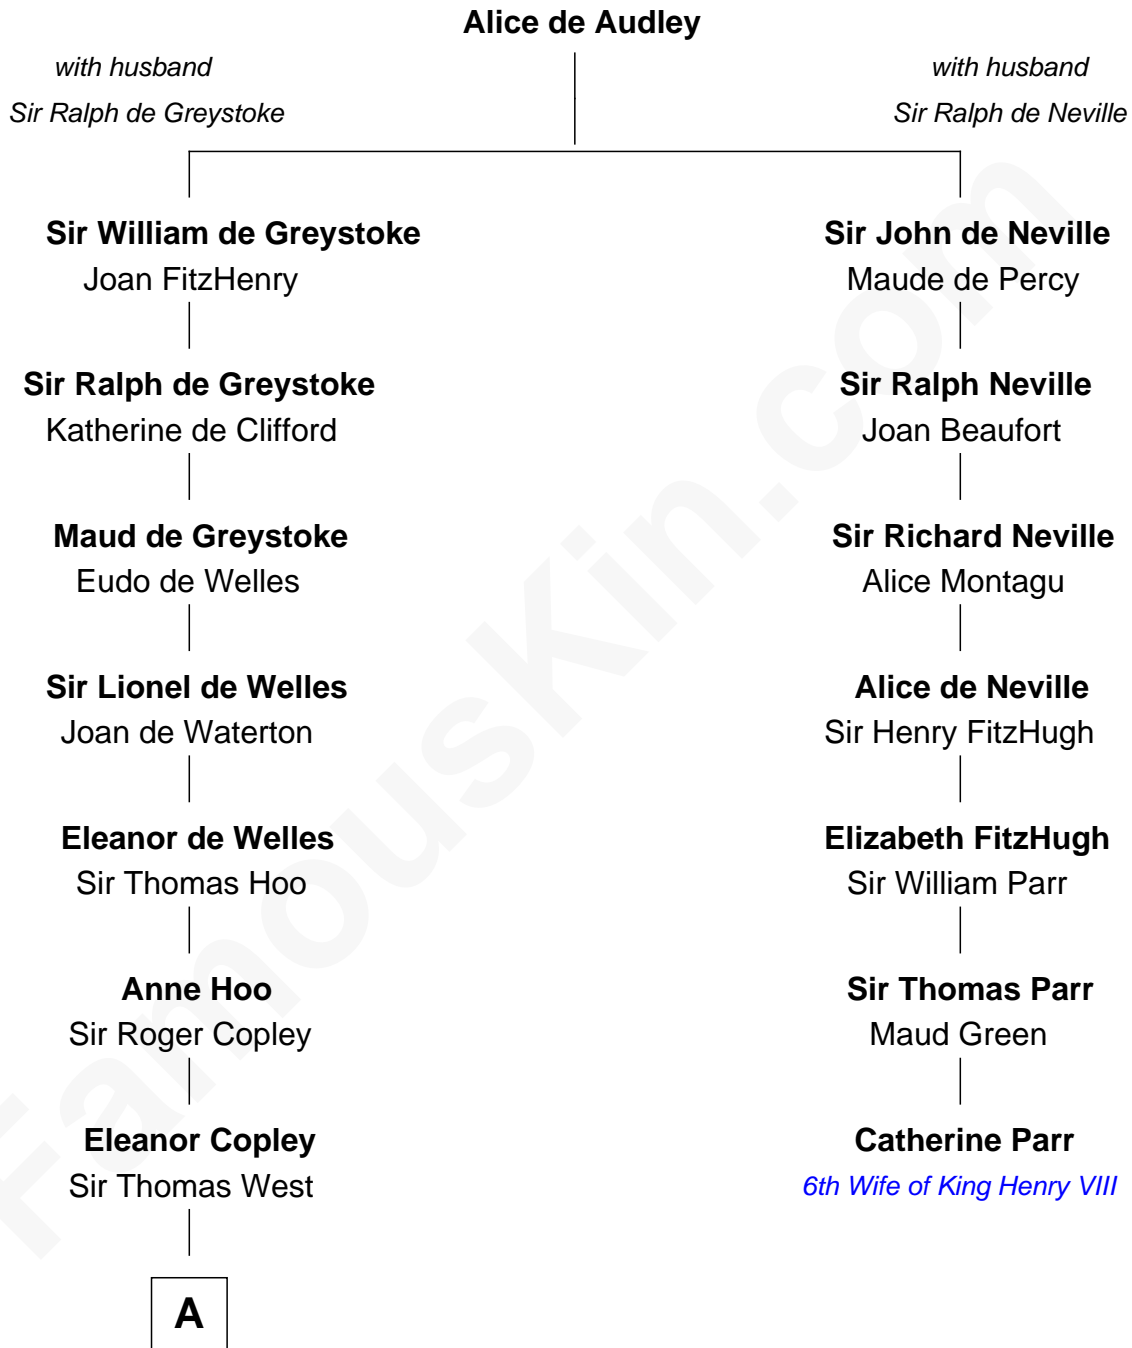 Alice de Audley
with husband
Sir Ralph de Greystoke
with husband
Sir Ralph de Neville
Sir William de Greystoke
Joan FitzHenry
Sir John de Neville
Maude de Percy
Sir Ralph de Greystoke
Katherine de Clifford
Sir Ralph Neville
Joan Beaufort
Maud de Greystoke
Eudo de Welles
Sir Richard Neville
Alice Montagu
Sir Lionel de Welles
Joan de Waterton
Alice de Neville
Sir Henry FitzHugh
Eleanor de Welles
Sir Thomas Hoo
Elizabeth FitzHugh
Sir William Parr
Anne Hoo
Sir Roger Copley
Sir Thomas Parr
Maud Green
Eleanor Copley
Sir Thomas West
Catherine Parr
6th Wife of King Henry VIII
A
FamousKin.com